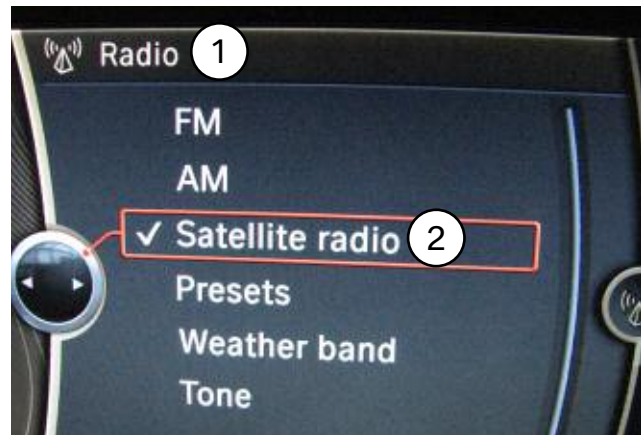 Radio 1
FM
AM
✓ Satellite radio 2
Presets
Weather band
Tone